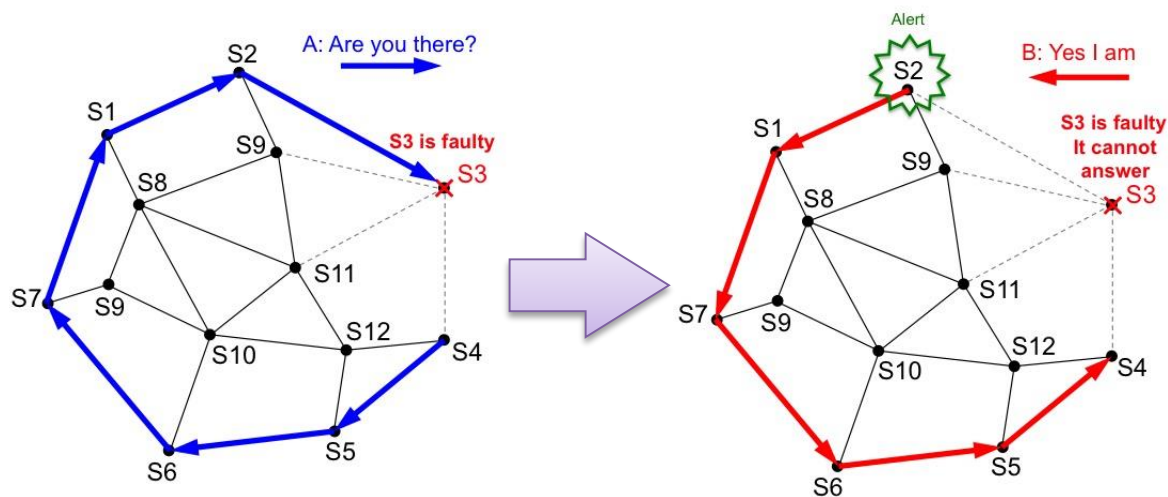 S2
A: Are you there?
S1
S9
S3 is faulty
S3
S8
S11
S7
S9
S10
S12
S4
S5
S6
Alert
S2
B: Yes I am
S1
S3 is faulty
It cannot
answer
S9
S3
S8
S11
S7
S9
S10
S12
S4
S5
S6